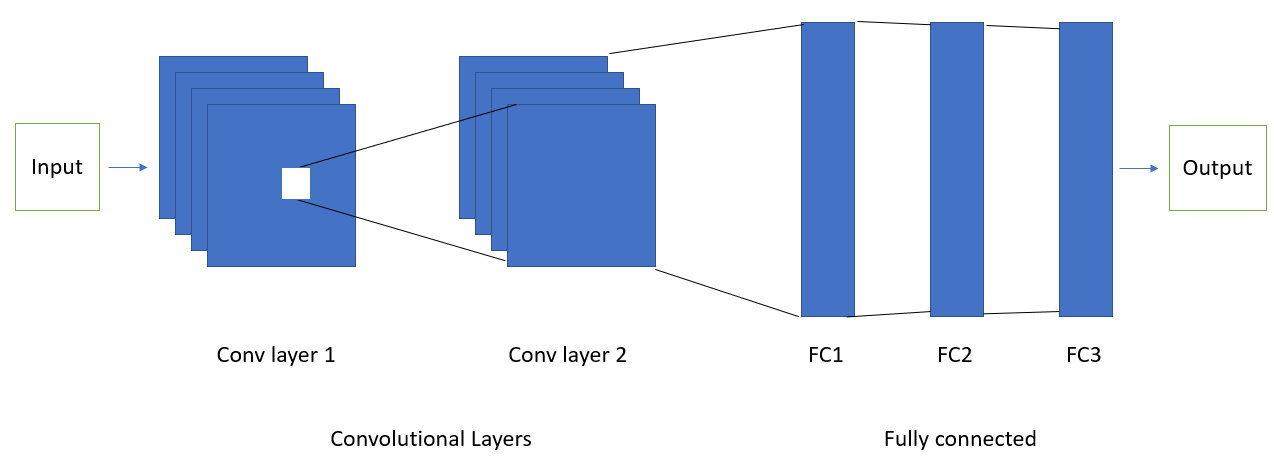 Input
Output
Conv layer 1
Conv layer 2
FC1
FC2
FC3
Convolutional Layers
Fully connected